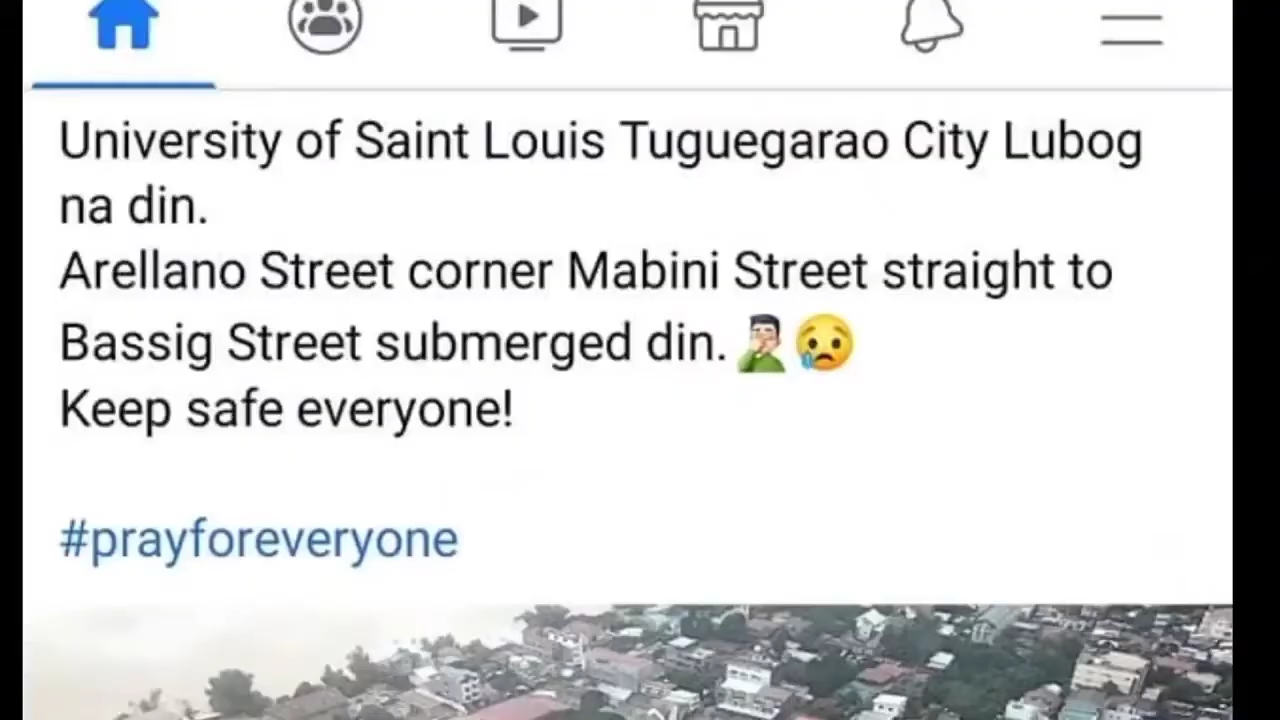 University of Saint Louis Tuguegarao City Lubog
na din.
Arellano Street corner Mabini Street straight to
Bassig Street submerged din.🤦🏻‍♂️😢
Keep safe everyone!
#prayforeveryone